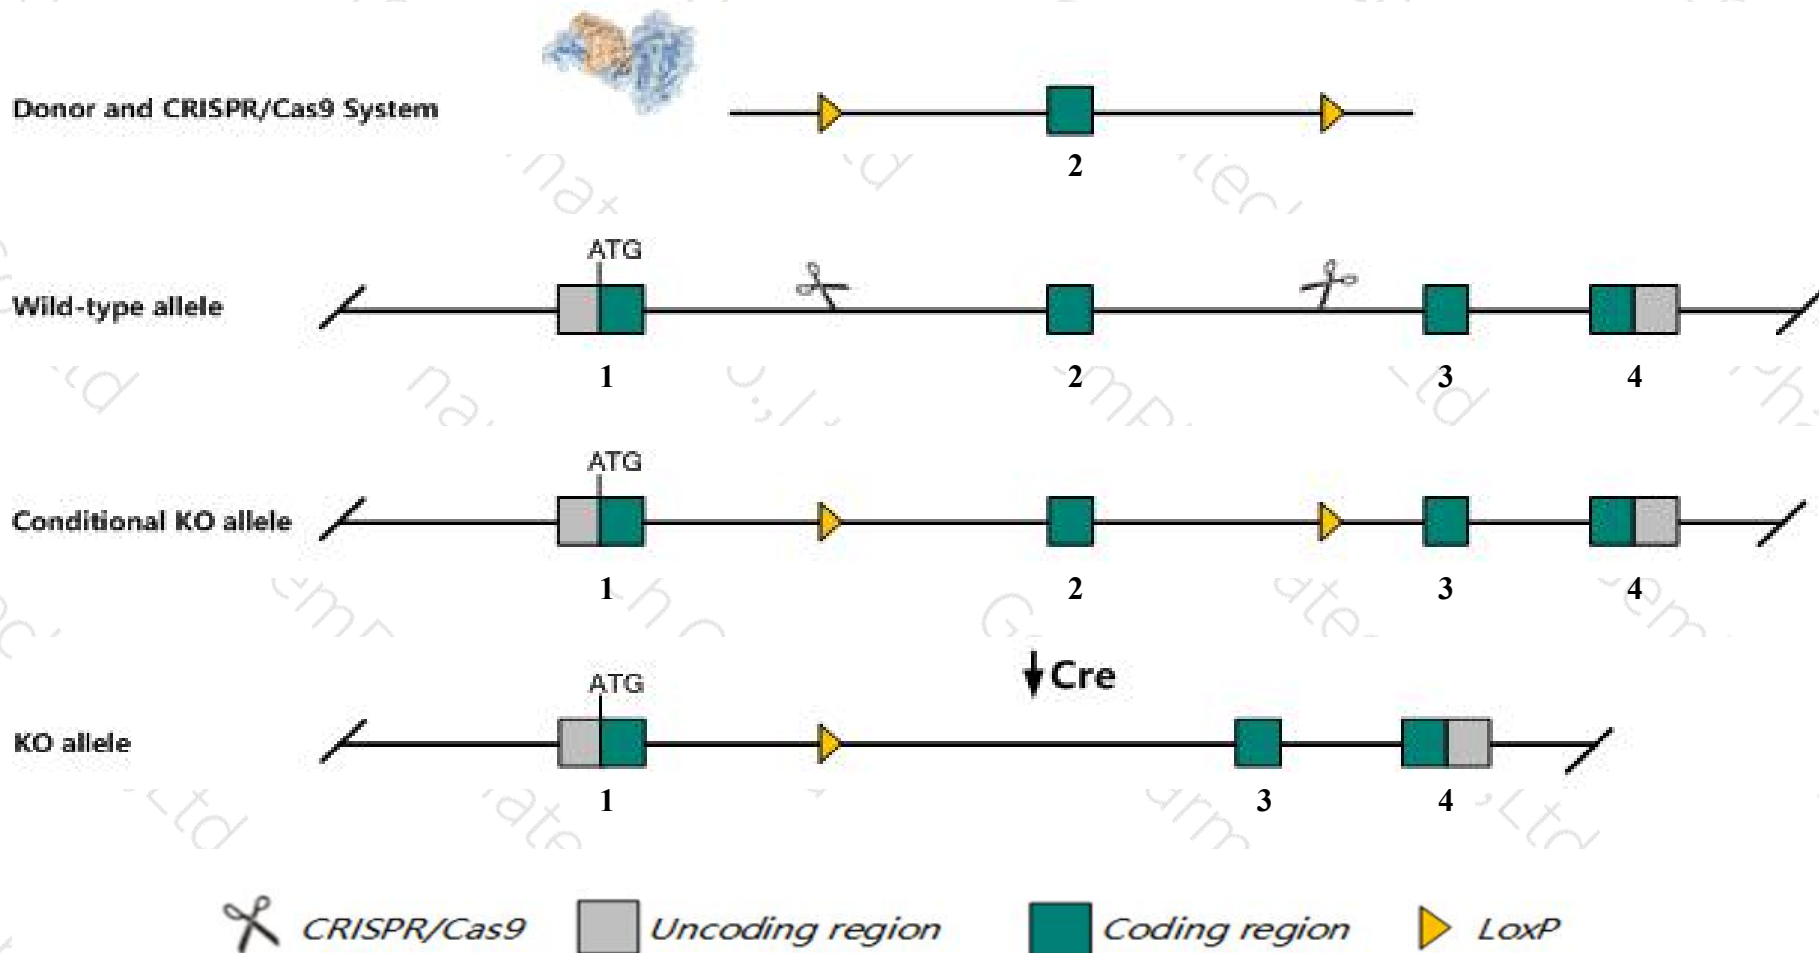 Donor and CRISPR/Cas9 System
2
ATG
Wild-type allele
1 2 3 4
ATG
Conditional KO allele
1 2 3 4
Cre
ATG
KO allele
1 3 4
CRISPR/Cas9 Uncoding region Coding region LoxP